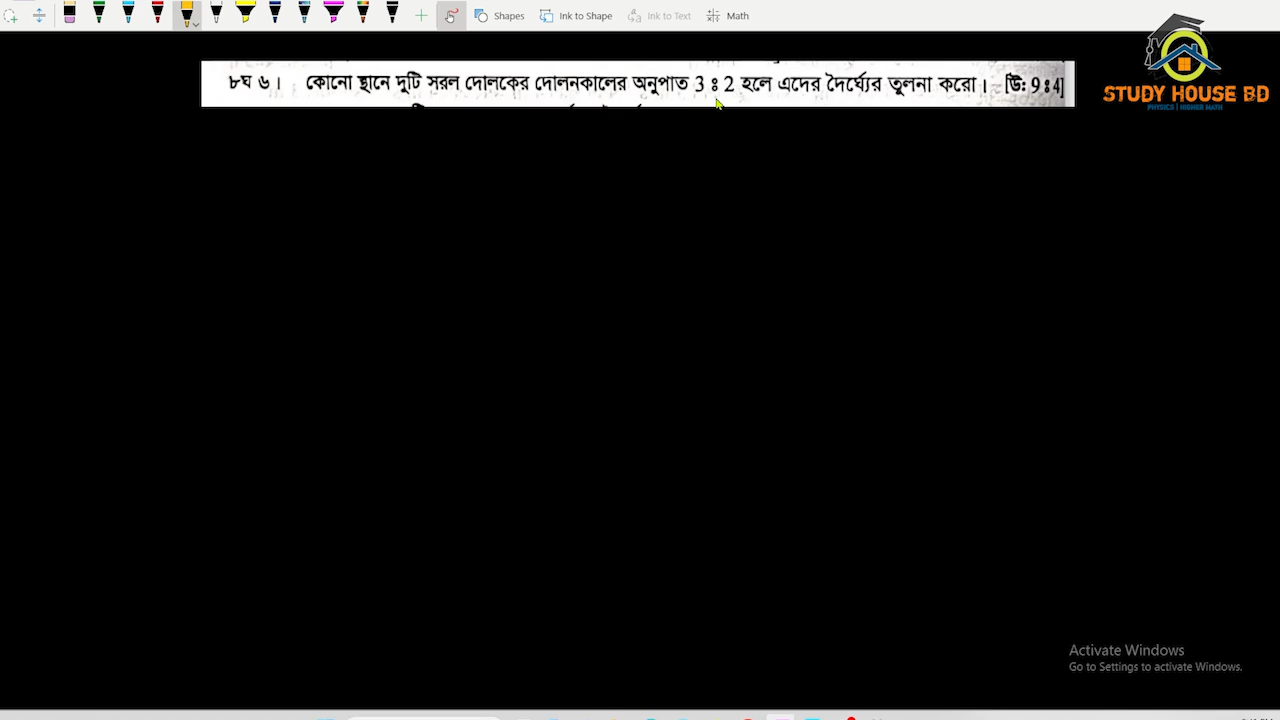 Shapes Ink to Shape Ink to Text Math
৮ঘ ৬। কোনো স্থানে দুটি সরল দোলকের দোলনকালের অনুপাত 3 ঃ 2 হলে এদের দৈর্ঘ্যের তুলনা করো। [উঃ 9 ঃ 4]
STUDY HOUSE BD
PHYSICS | HIGHER MATH
Activate Windows
Go to Settings to activate Windows.